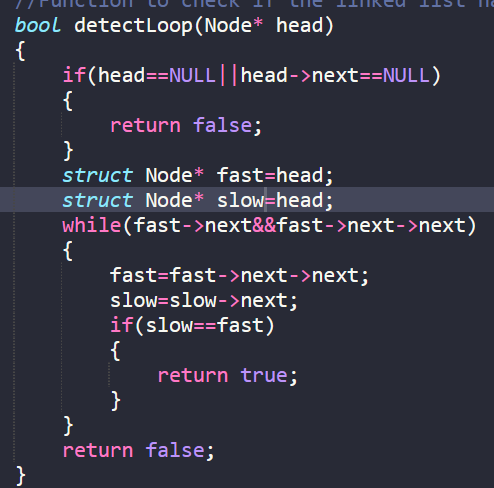 //Function to check if the linked list ha
bool detectLoop(Node* head)
{
if(head==NULL||head->next==NULL)
{
return false;
}
struct Node* fast=head;
struct Node* slow=head;
while(fast->next&&fast->next->next)
{
fast=fast->next->next;
slow=slow->next;
if(slow==fast)
{
return true;
}
}
return false;
}